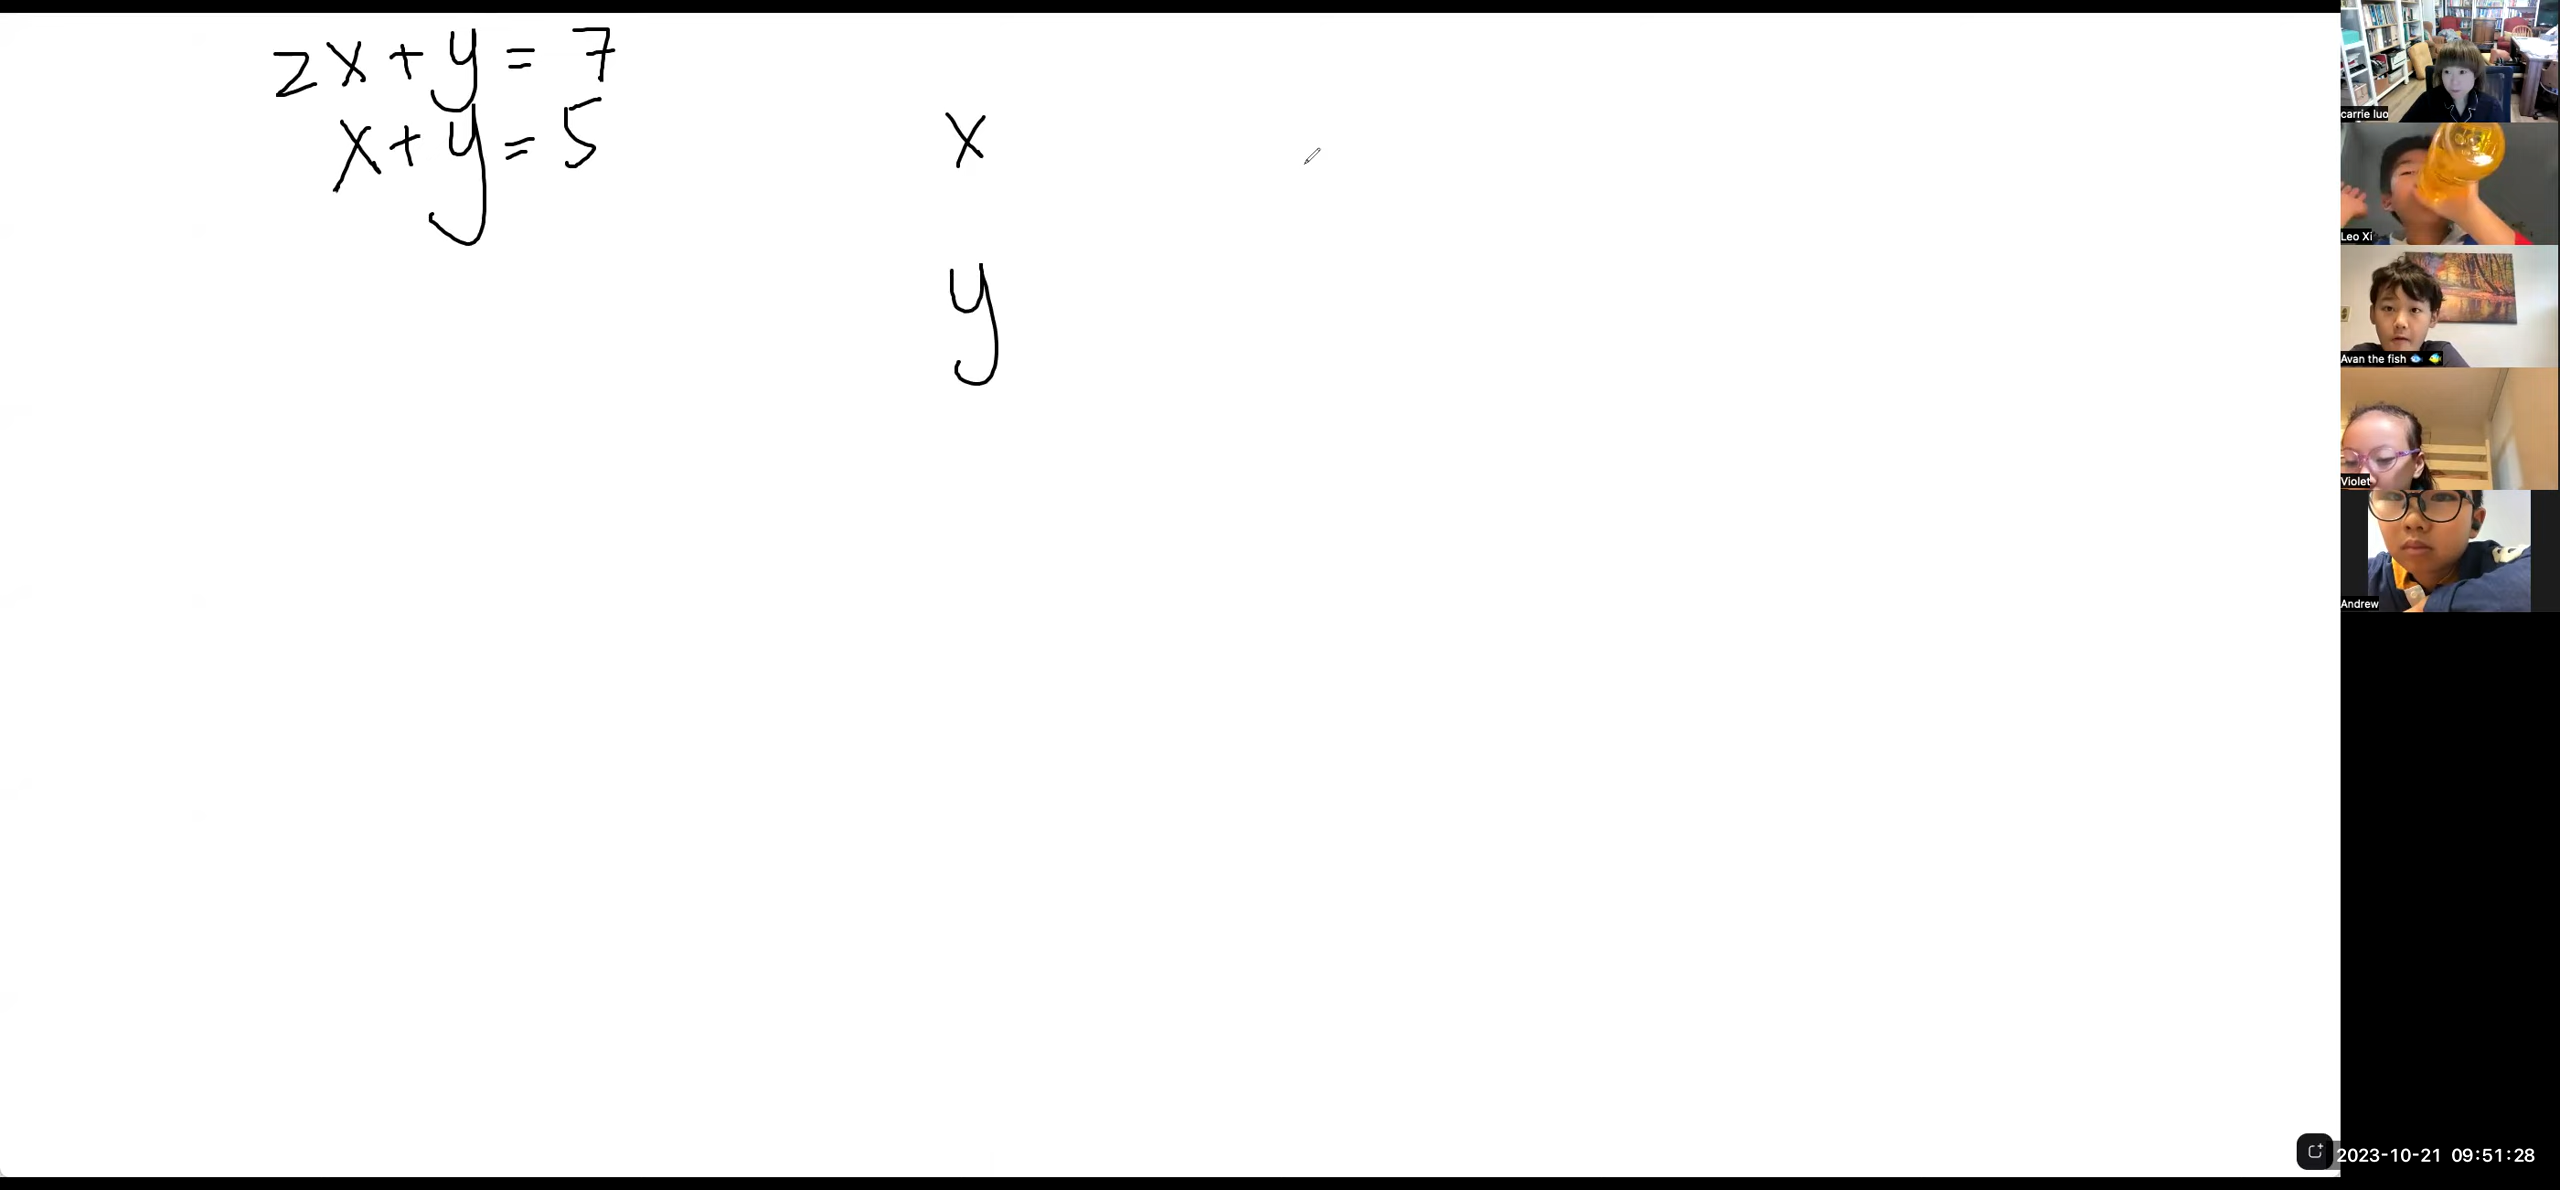 2x+y=7
x+y=5
x
y
carrie luo
Leo Xi
Avan the fish 🐟 🐠
Violet
Andrew
2023-10-21 09:51:28